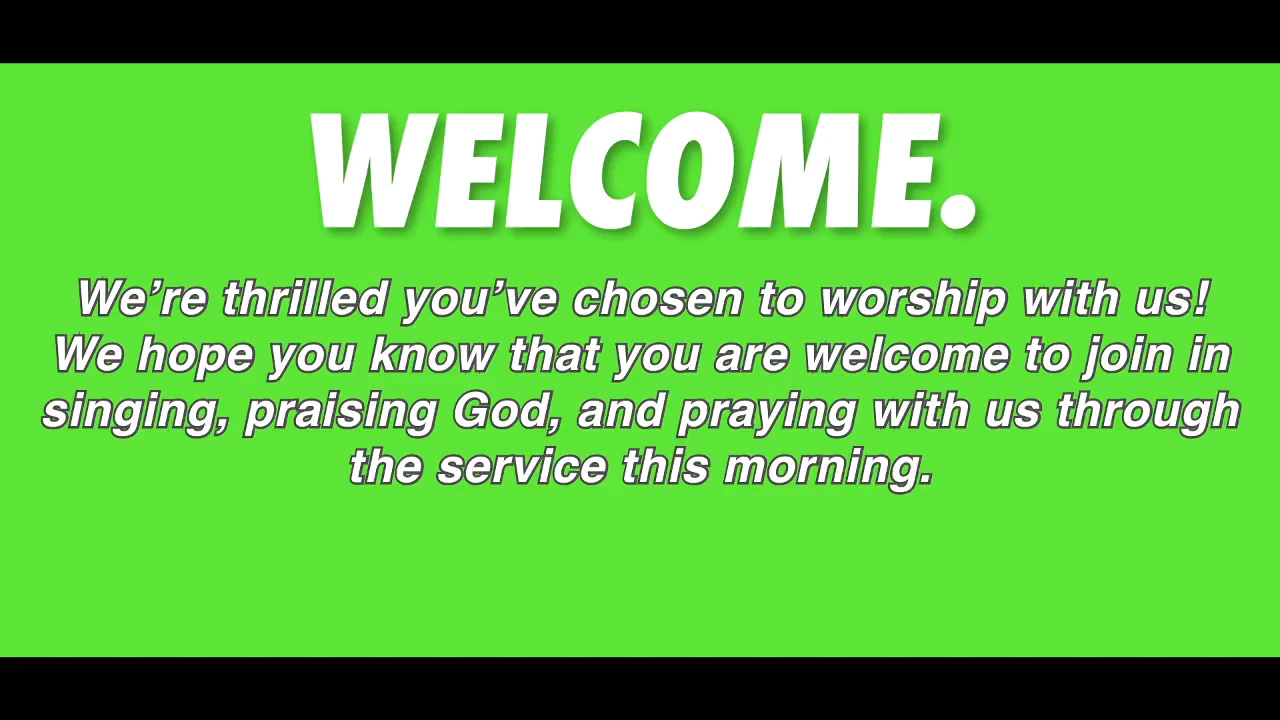 WELCOME.
We’re thrilled you’ve chosen to worship with us!
We hope you know that you are welcome to join in
singing, praising God, and praying with us through
the service this morning.